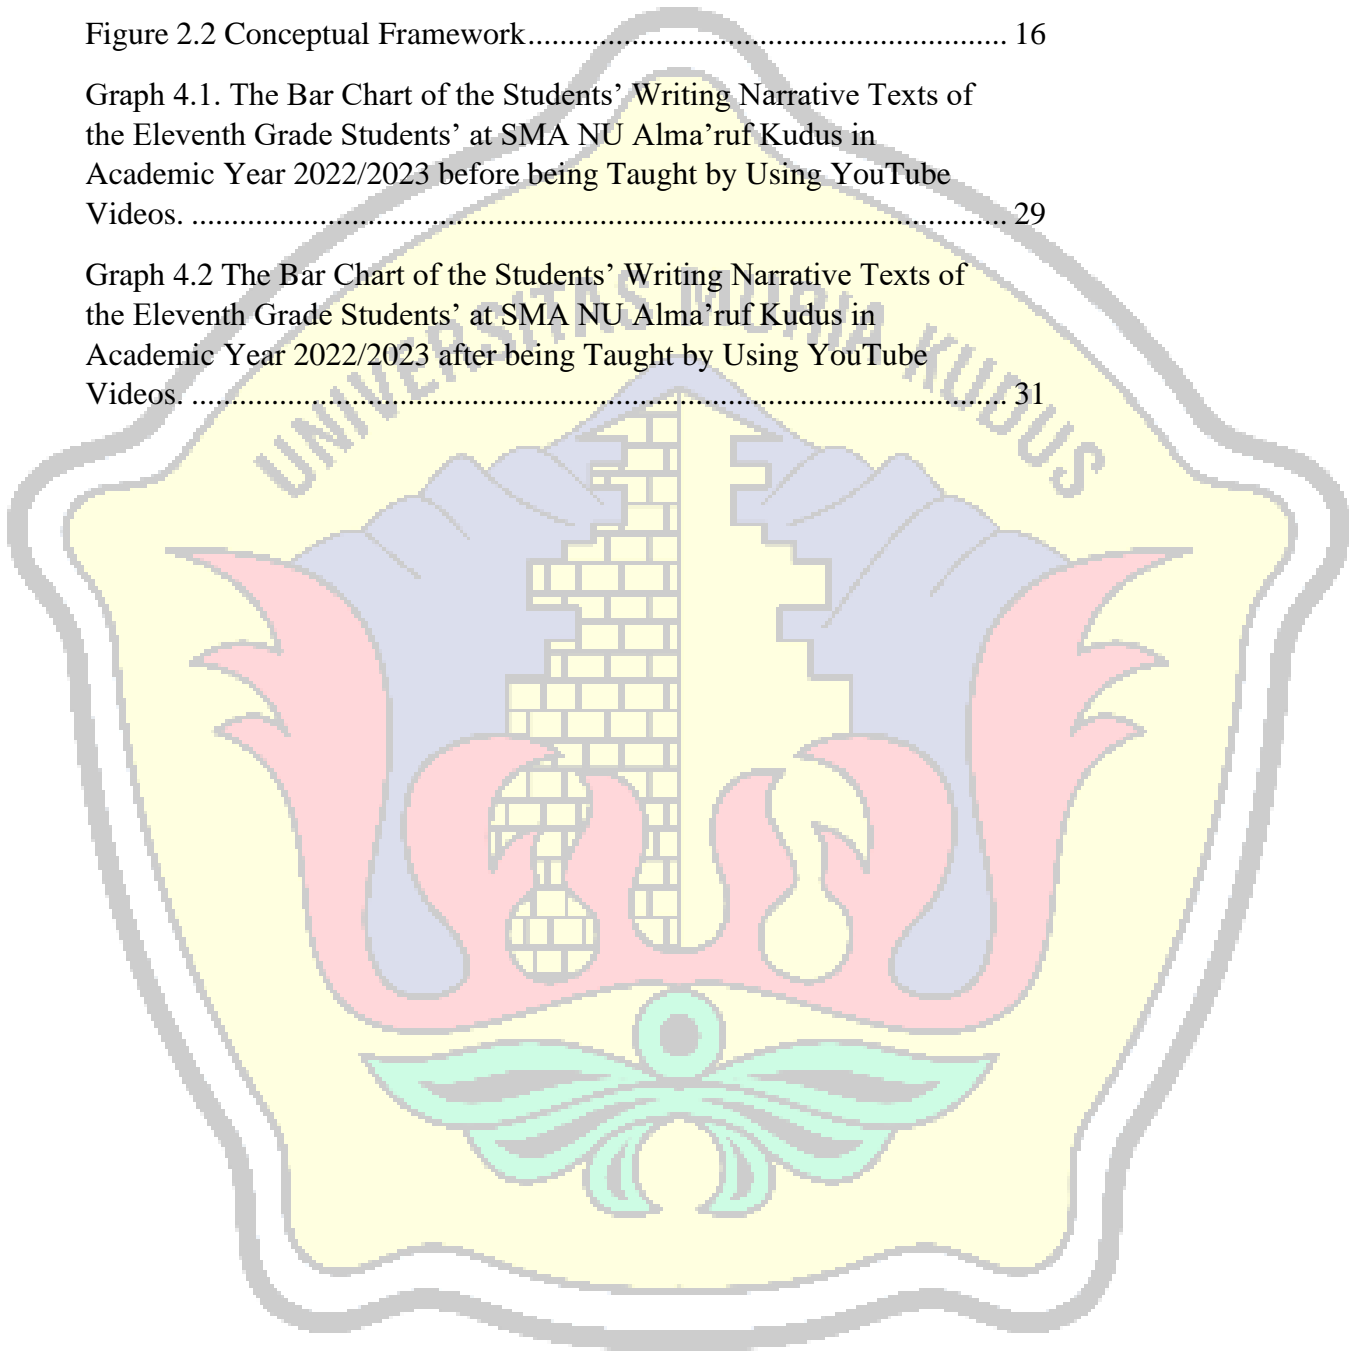 Figure 2.2 Conceptual Framework............................................................ 16
Graph 4.1. The Bar Chart of the Students’ Writing Narrative Texts of
the Eleventh Grade Students’ at SMA NU Alma’ruf Kudus in
Academic Year 2022/2023 before being Taught by Using YouTube
Videos. ...................................................................................................... 29
Graph 4.2 The Bar Chart of the Students’ Writing Narrative Texts of
the Eleventh Grade Students’ at SMA NU Alma’ruf Kudus in
Academic Year 2022/2023 after being Taught by Using YouTube
Videos. ...................................................................................................... 31
UNIVERSITAS MURIA KUDUS